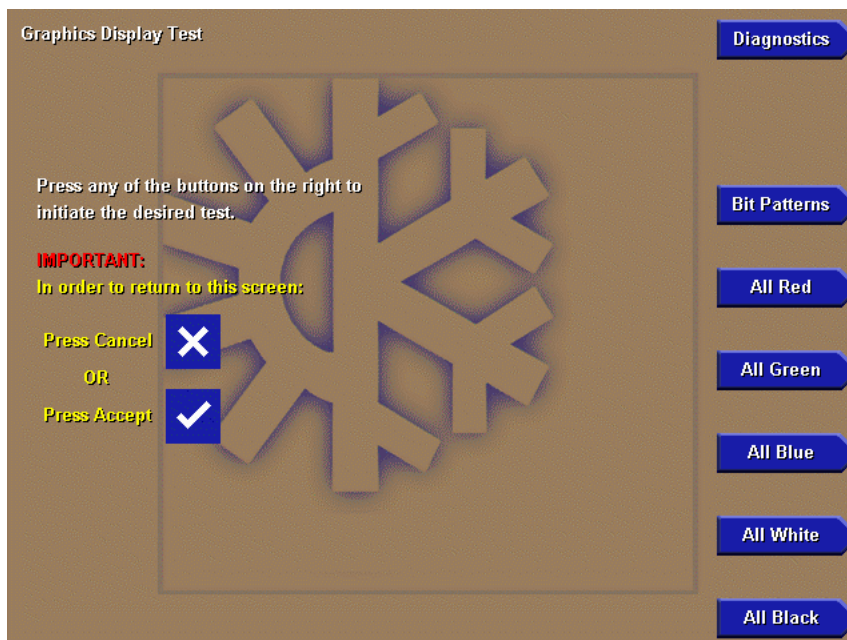 Graphics Display Test
Diagnostics
Press any of the buttons on the right to
initiate the desired test.
IMPORTANT:
In order to return to this screen:
Press Cancel
OR
Press Accept
Bit Patterns
All Red
All Green
All Blue
All White
All Black